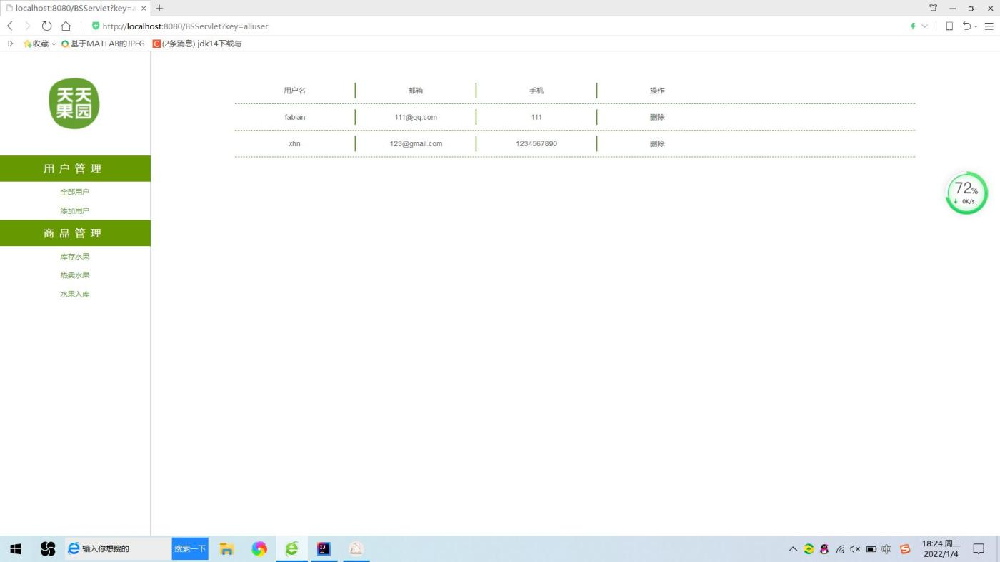 localhost:8080/BSServlet?key=a
http://localhost:8080/BSServlet?key=alluser
收藏 基于MATLAB的JPEG C (2条消息) jdk14下载与
天天
果园
用户管理
全部用户
添加用户
商品管理
库存水果
热卖水果
水果入库
用户名 邮箱 手机 操作
fabian 111@qq.com 111 删除
xhn 123@gmail.com 1234567890 删除
72%
0K/s
输入你想搜的 搜索一下
IJ
中
S
18:24 周二
2022/1/4